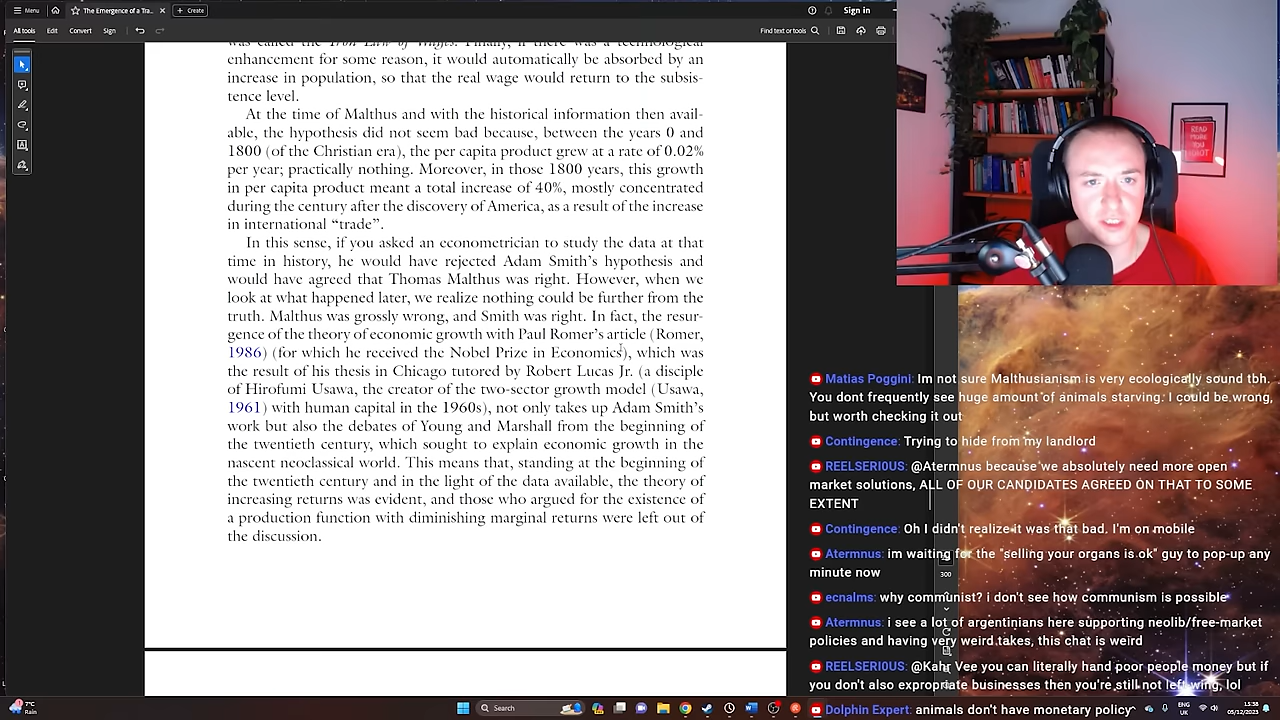 Menu
The Emergence of a Tra...
Create
Sign in
All tools Edit Convert Sign
Find text or tools
was called the Iron Law of Wages. Finally, if there was a technological
enhancement for some reason, it would automatically be absorbed by an
increase in population, so that the real wage would return to the subsis-
tence level.
At the time of Malthus and with the historical information then avail-
able, the hypothesis did not seem bad because, between the years 0 and
1800 (of the Christian era), the per capita product grew at a rate of 0.02%
per year; practically nothing. Moreover, in those 1800 years, this growth
in per capita product meant a total increase of 40%, mostly concentrated
during the century after the discovery of America, as a result of the increase
in international “trade”.
In this sense, if you asked an econometrician to study the data at that
time in history, he would have rejected Adam Smith’s hypothesis and
would have agreed that Thomas Malthus was right. However, when we
look at what happened later, we realize nothing could be further from the
truth. Malthus was grossly wrong, and Smith was right. In fact, the resur-
gence of the theory of economic growth with Paul Romer’s article (Romer,
1986) (for which he received the Nobel Prize in Economics), which was
the result of his thesis in Chicago tutored by Robert Lucas Jr. (a disciple
of Hirofumi Usawa, the creator of the two-sector growth model (Usawa,
1961) with human capital in the 1960s), not only takes up Adam Smith’s
work but also the debates of Young and Marshall from the beginning of
the twentieth century, which sought to explain economic growth in the
nascent neoclassical world. This means that, standing at the beginning of
the twentieth century and in the light of the data available, the theory of
increasing returns was evident, and those who argued for the existence of
a production function with diminishing marginal returns were left out of
the discussion.
READ
MORE
YOU
Matias Poggini: Im not sure Malthusianism is very ecologically sound tbh.
You dont frequently see huge amount of animals starving. I could be wrong,
but worth checking it out
Contingence: Trying to hide from my landlord
REELSERI0US: @Atermnus because we absolutely need more open
market solutions, ALL OF OUR CANDIDATES AGREED ON THAT TO SOME
EXTENT
Contingence: Oh I didn't realize it was that bad. I'm on mobile
Atermnus: im waiting for the "selling your organs is ok" guy to pop-up any
minute now
300
ecnalms: why communist? i don't see how communism is possible
Atermnus: i see a lot of argentinians here supporting neolib/free-market
policies and having very weird takes, this chat is weird
REELSERI0US: @Kahr Vee you can literally hand poor people money but if
you don't also expropriate businesses then you're still not left wing, lol
Dolphin Expert: animals don't have monetary policy
7°C
Rain
Search
ENG
UK
13:38
05/12/2023